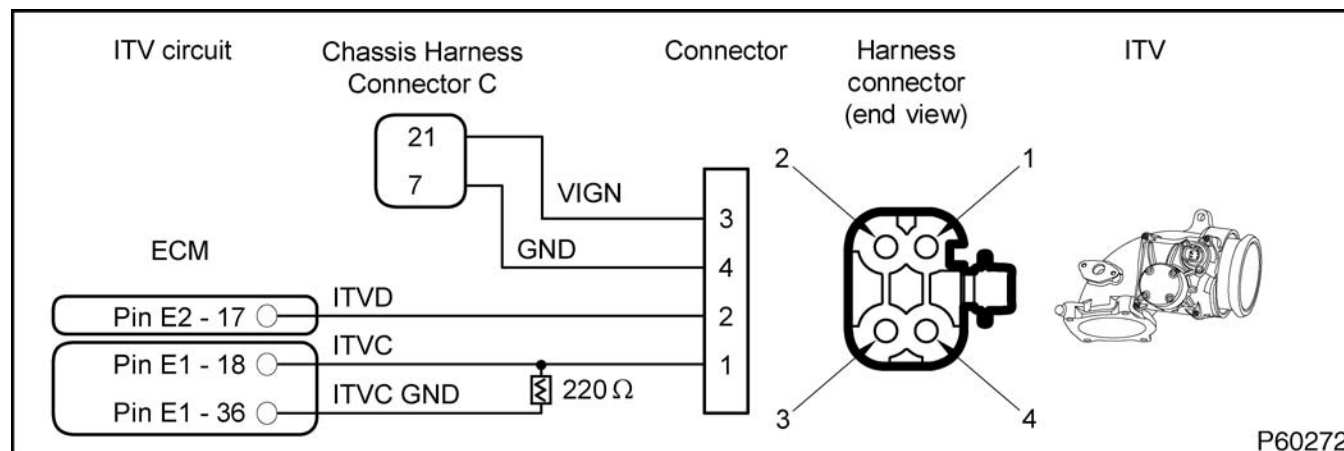 ITV circuit
Chassis Harness
Connector C
Connector
Harness
connector
(end view)
ITV
21
7
VIGN
GND
3
4
2
1
2
1
3
4
ECM
Pin E2 - 17
ITVD
Pin E1 - 18
ITVC
Pin E1 - 36
ITVC GND
220 Ω
P60272